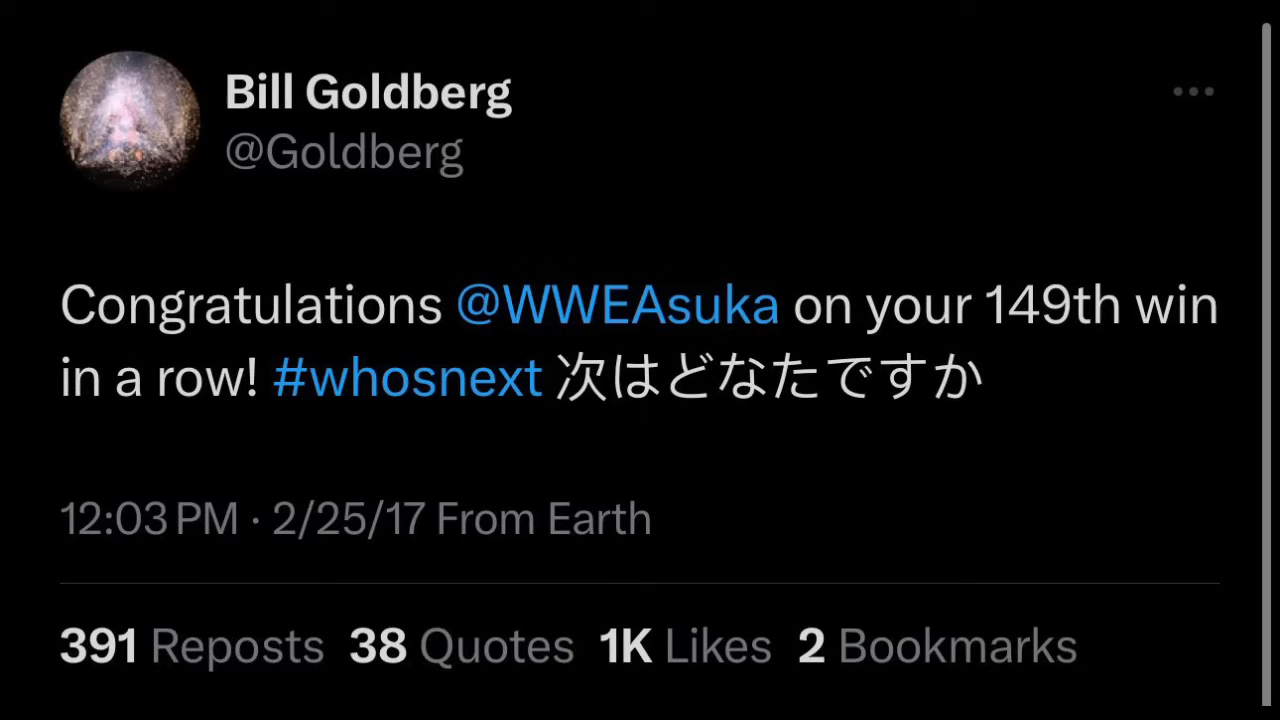 Bill Goldberg
@Goldberg
Congratulations @WWEAsuka on your 149th win
in a row! #whosnext 次はどなたですか
12:03 PM · 2/25/17 From Earth
391 Reposts 38 Quotes 1K Likes 2 Bookmarks